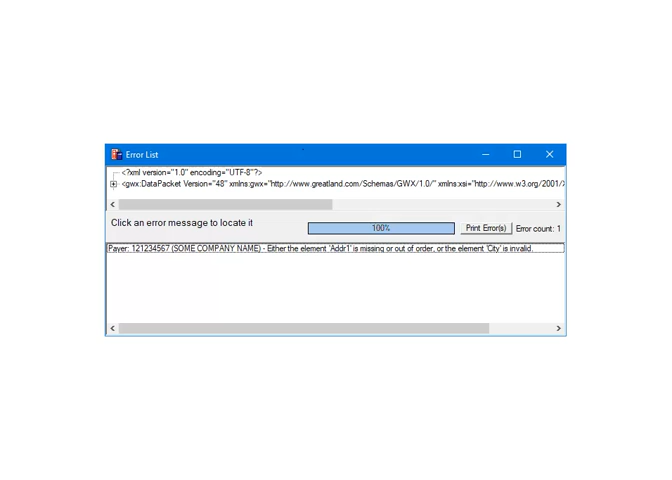 Error List
<?xml version="1.0" encoding="UTF-8"?>
<gwx:DataPacket Version="48" xmlns:gwx="http://www.greatland.com/Schemas/GWX/1.0/" xmlns:xsi="http://www.w3.org/2001/X
Click an error message to locate it
100%
Print Error(s)
Error count: 1
Payer: 121234567 (SOME COMPANY NAME) - Either the element 'Addr1' is missing or out of order, or the element 'City' is invalid.